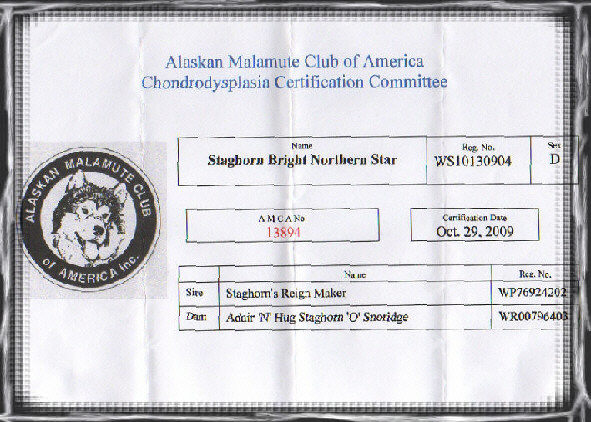 Alaskan Malamute Club of America
Chondrodysplasia Certification Committee
ALASKAN MALAMUTE CLUB
of AMERICA Inc.
Name Reg. No. Sex
Staghorn Bright Northern Star WS10130904 D
A M C A No Certification Date
13894 Oct. 29, 2009
Name Reg. No.
Sire Staghorn's Reign Maker WP76924202
Dam 'N' Hug Staghorn 'O' Snoridge WR00796403